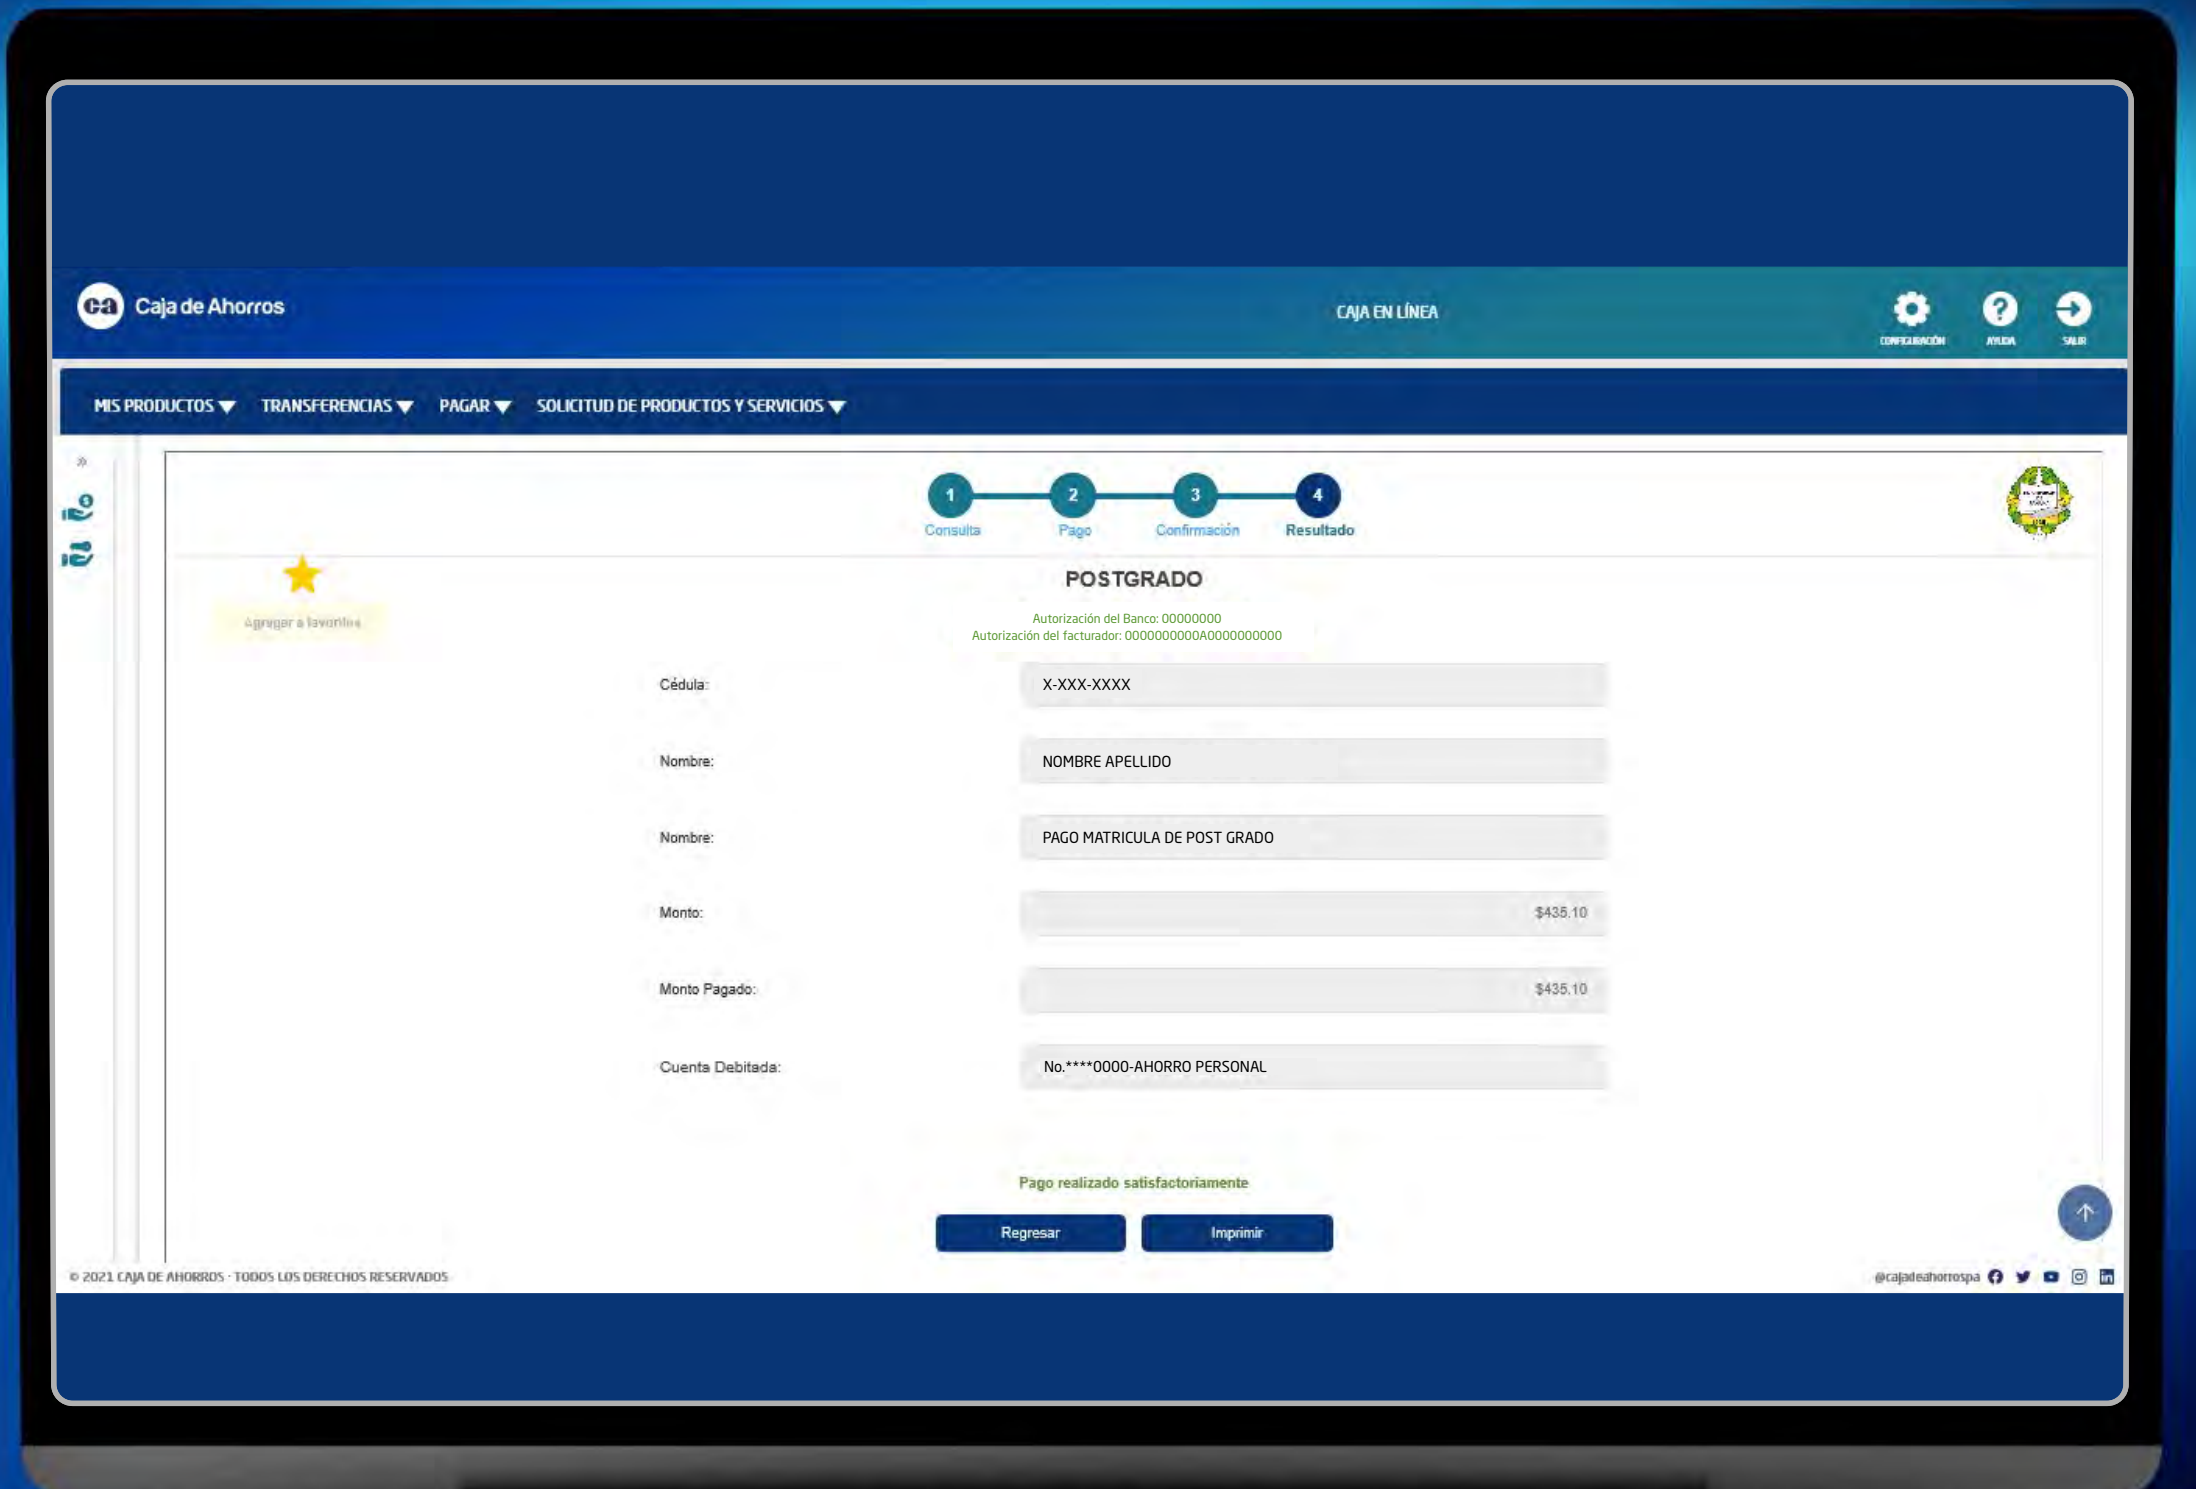 ca Caja de Ahorros
CAJA EN LÍNEA
CONFIGURACIÓN
AYUDA
SALIR
MIS PRODUCTOS TRANSFERENCIAS PAGAR SOLICITUD DE PRODUCTOS Y SERVICIOS
1 2 3 4
Consulta Pago Confirmación Resultado
POSTGRADO
Agregar a favoritos
Autorización del Banco: 00000000
Autorización del facturador: 0000000000A0000000000
Cédula: X-XXX-XXXX
Nombre: NOMBRE APELLIDO
Nombre: PAGO MATRICULA DE POST GRADO
Monto: $435.10
Monto Pagado: $435.10
Cuenta Debitada: No.****0000-AHORRO PERSONAL
Pago realizado satisfactoriamente
Regresar Imprimir
© 2021 CAJA DE AHORROS · TODOS LOS DERECHOS RESERVADOS
@cajadeahorrospa